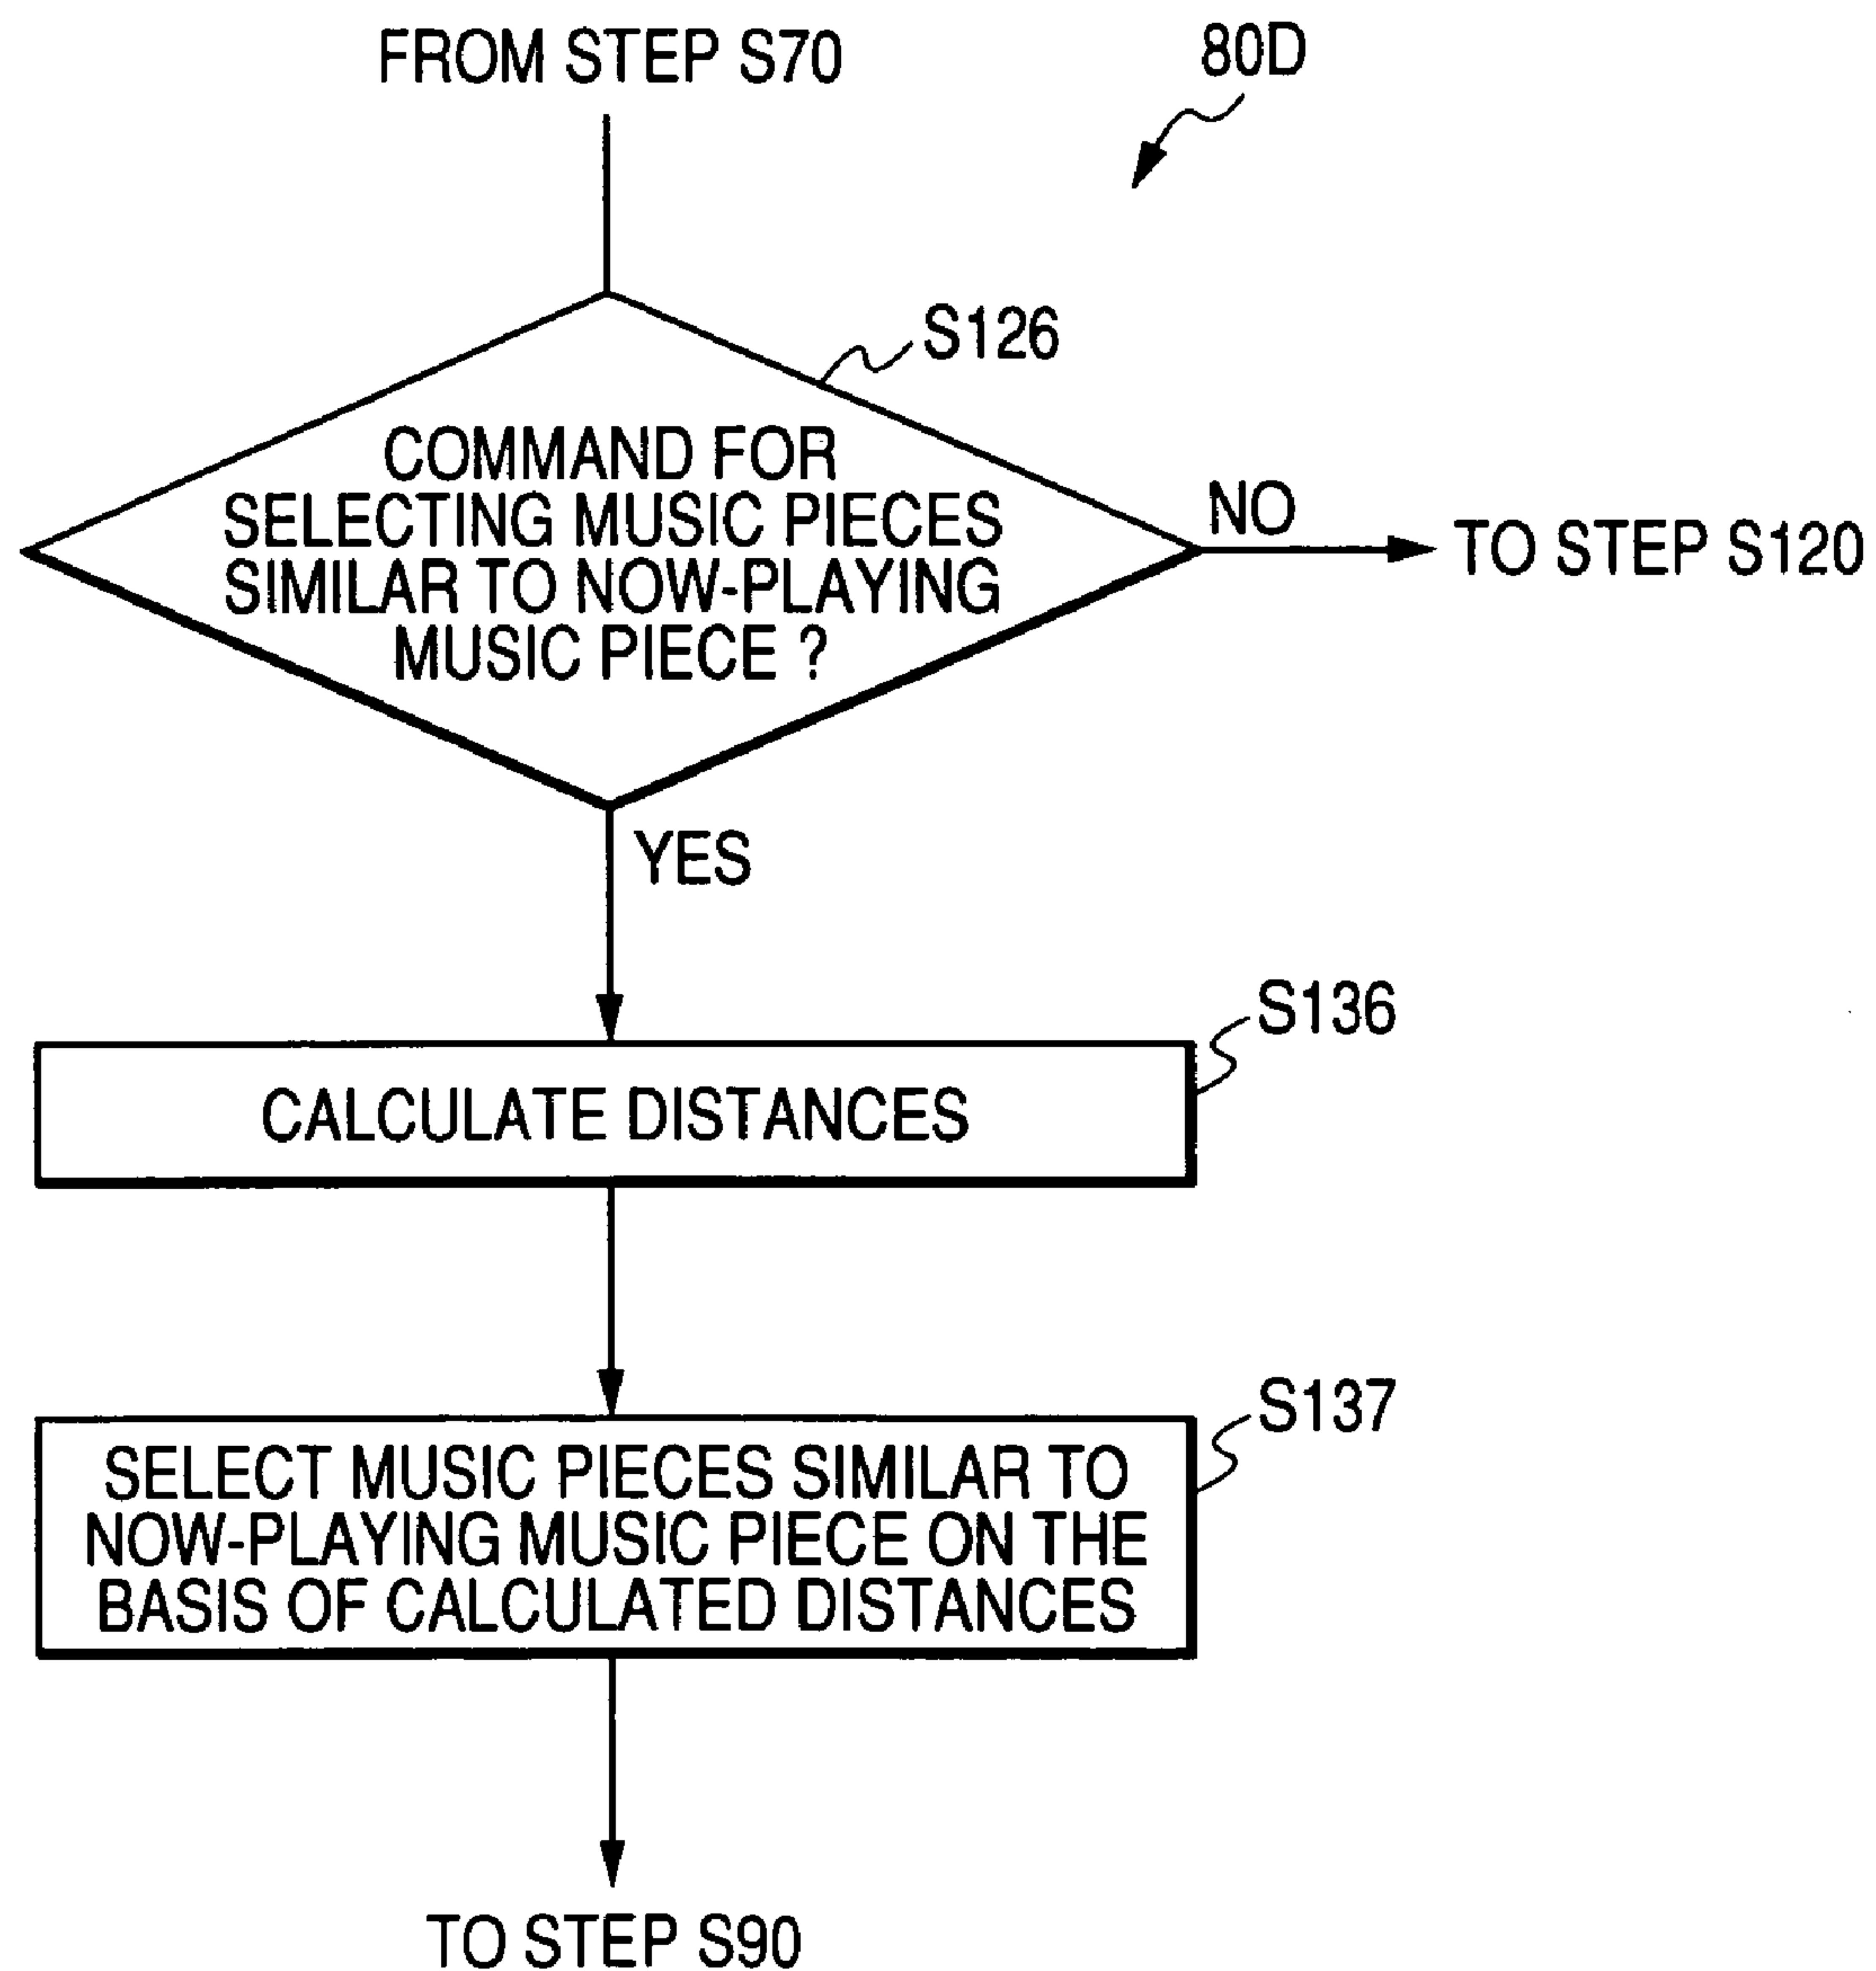 FROM STEP S70
80D
S126
COMMAND FOR
SELECTING MUSIC PIECES
SIMILAR TO NOW-PLAYING
MUSIC PIECE ?
NO
TO STEP S120
YES
S136
CALCULATE DISTANCES
S137
SELECT MUSIC PIECES SIMILAR TO
NOW-PLAYING MUSIC PIECE ON THE
BASIS OF CALCULATED DISTANCES
TO STEP S90